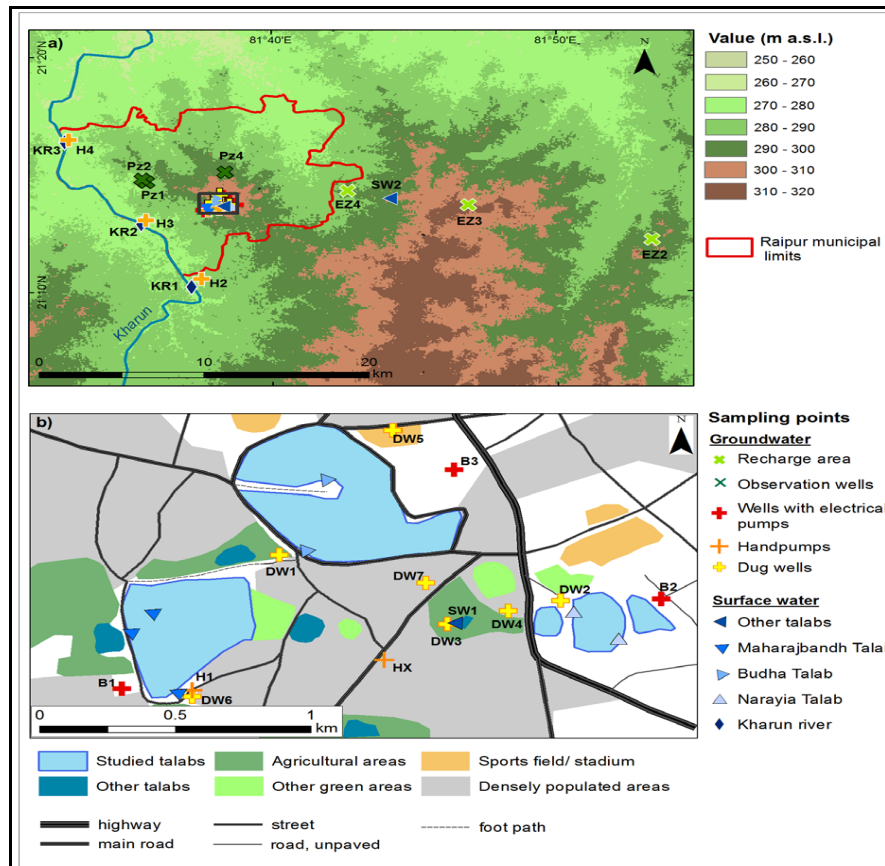 a)
81°40'E
81°50'E
21°20'N
21°10'N
N
KR3
H4
Pz2
Pz1
Pz4
EZ4
SW2
EZ3
EZ2
KR2
H3
KR1
H2
Kharun
0
10
20
km
Value (m a.s.l.)
250 - 260
260 - 270
270 - 280
280 - 290
290 - 300
300 - 310
310 - 320
Raipur municipal
limits
b)
N
DW5
B3
DW1
DW7
DW2
B2
SW1
DW4
DW3
HX
B1
H1
DW6
0
0.5
1
km
Sampling points
Groundwater
Recharge area
Observation wells
Wells with electrical
pumps
Handpumps
Dug wells
Surface water
Other talabs
Maharajbandh Talab
Budha Talab
Narayia Talab
Kharun river
Studied talabs
Agricultural areas
Sports field/ stadium
Other talabs
Other green areas
Densely populated areas
highway
street
foot path
main road
road, unpaved